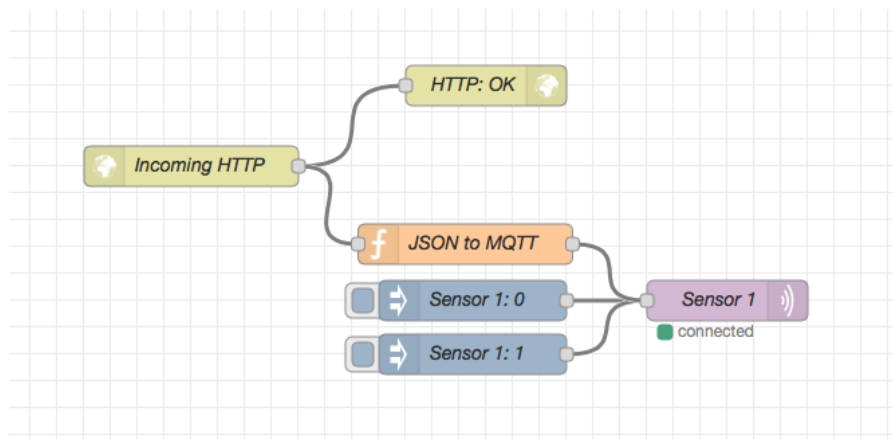 HTTP: OK
Incoming HTTP
JSON to MQTT
Sensor 1: 0
Sensor 1
connected
Sensor 1: 1